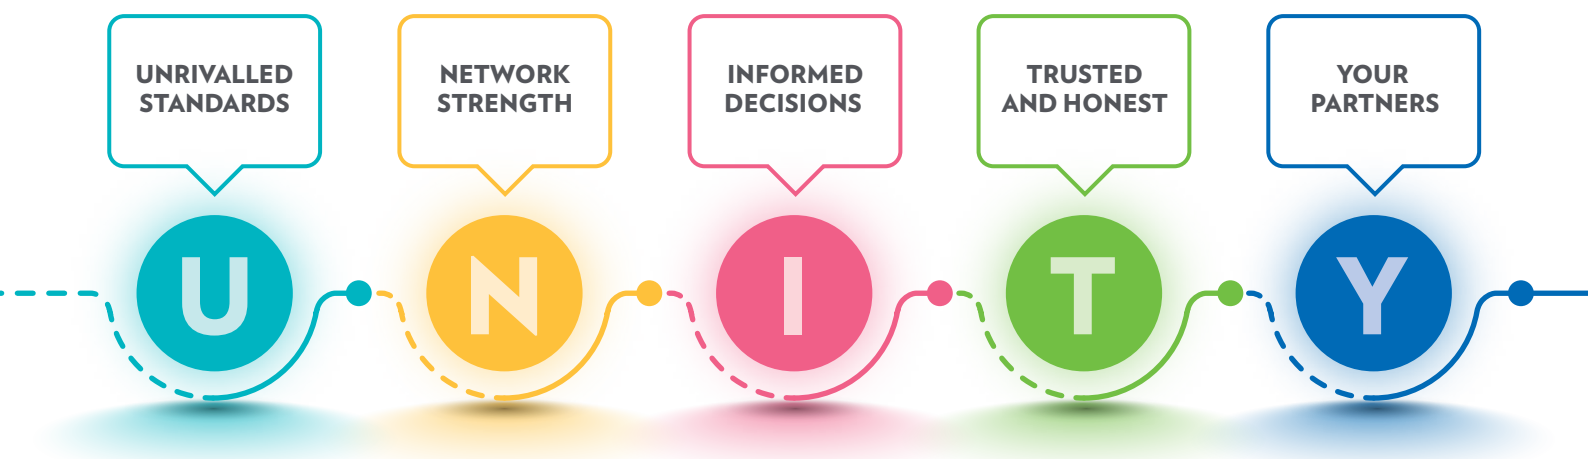 UNRIVALLED
STANDARDS
NETWORK
STRENGTH
INFORMED
DECISIONS
TRUSTED
AND HONEST
YOUR
PARTNERS
U N I T Y